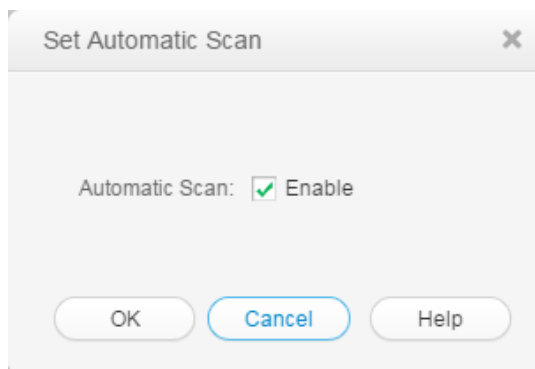 Set Automatic Scan
Automatic Scan: Enable
OK Cancel Help